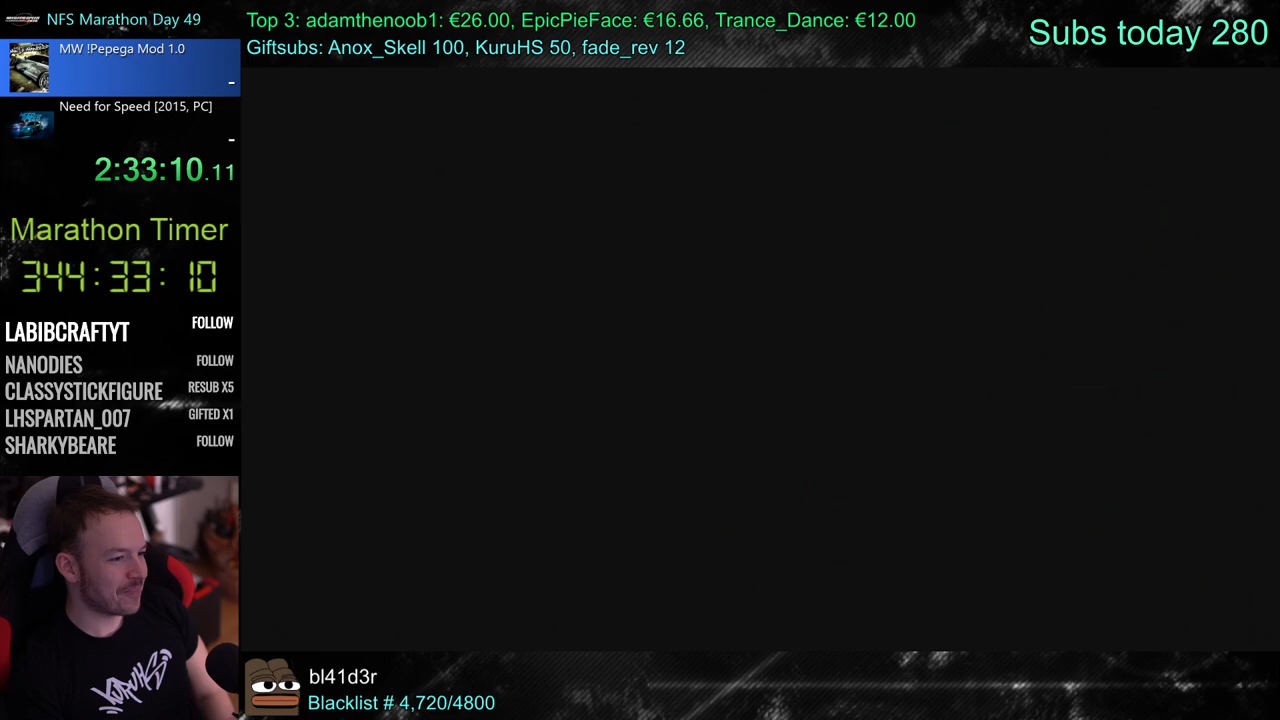 NFS Marathon Day 49
MW !Pepega Mod 1.0
-
Need for Speed [2015, PC]
-
2:33:10.11
Marathon Timer
344:33:10
LABIBCRAFTYT FOLLOW
NANODIES FOLLOW
CLASSYSTICKFIGURE RESUB X5
LHSPARTAN_007 GIFTED X1
SHARKYBEARE FOLLOW
KURUHS
Top 3: adamthenoob1: €26.00, EpicPieFace: €16.66, Trance_Dance: €12.00
Giftsubs: Anox_Skell 100, KuruHS 50, fade_rev 12
Subs today 280
bl41d3r
Blacklist # 4,720/4800